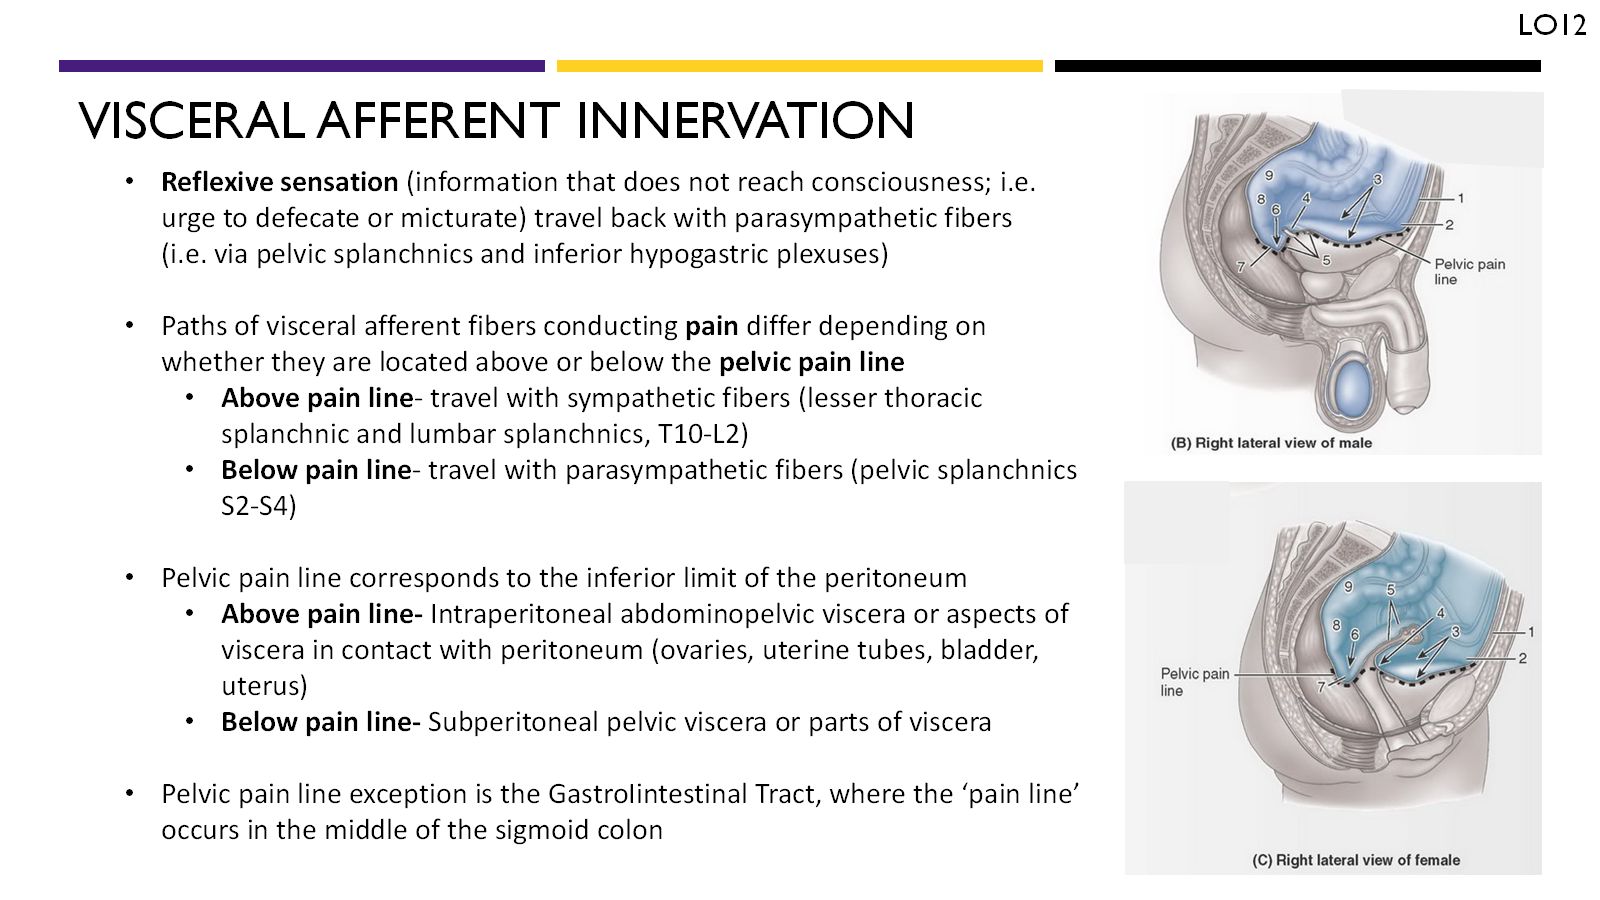 LO12
VISCERAL AFFERENT INNERVATION
• Reflexive sensation (information that does not reach consciousness; i.e.
urge to defecate or micturate) travel back with parasympathetic fibers
(i.e. via pelvic splanchnics and inferior hypogastric plexuses)
• Paths of visceral afferent fibers conducting pain differ depending on
whether they are located above or below the pelvic pain line
• Above pain line- travel with sympathetic fibers (lesser thoracic
splanchnic and lumbar splanchnics, T10-L2)
• Below pain line- travel with parasympathetic fibers (pelvic splanchnics
S2-S4)
• Pelvic pain line corresponds to the inferior limit of the peritoneum
• Above pain line- Intraperitoneal abdominopelvic viscera or aspects of
viscera in contact with peritoneum (ovaries, uterine tubes, bladder,
uterus)
• Below pain line- Subperitoneal pelvic viscera or parts of viscera
• Pelvic pain line exception is the GastroIintestinal Tract, where the ‘pain line’
occurs in the middle of the sigmoid colon
9
3
8
4
1
6
2
5
7
Pelvic pain
line
(B) Right lateral view of male
9
5
4
8
6
3
1
2
Pelvic pain
line
7
(C) Right lateral view of female